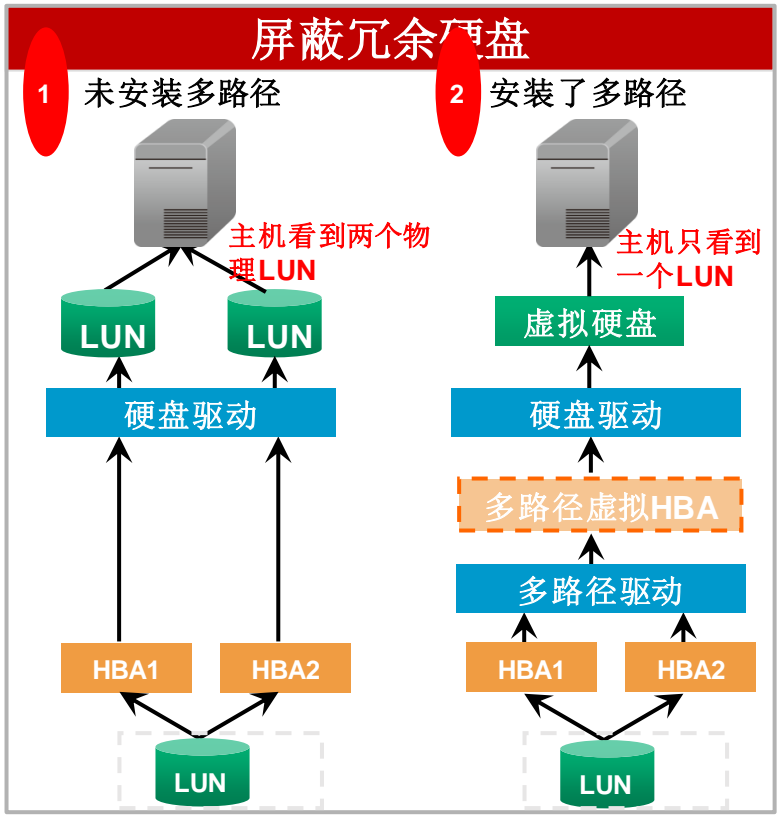 屏蔽冗余硬盘
1
未安装多路径
主机看到两个物
理LUN
LUN
LUN
硬盘驱动
HBA1
HBA2
LUN
2
安装了多路径
主机只看到
一个LUN
虚拟硬盘
硬盘驱动
多路径虚拟HBA
多路径驱动
HBA1
HBA2
LUN